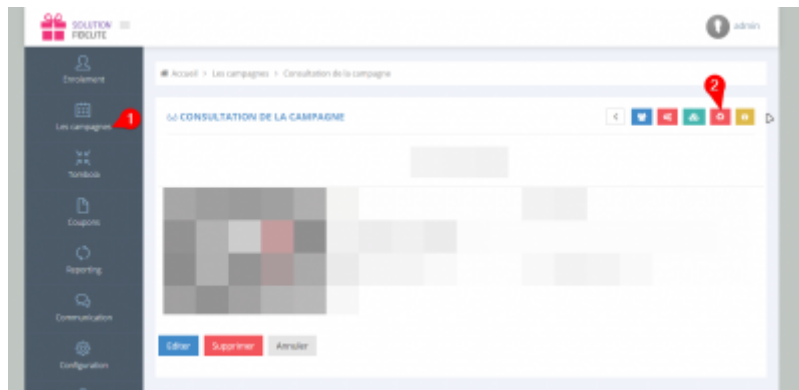 SOLUTION
FIDELITE
admin
Enrolement
Accueil > Les campagnes > Consultation de la campagne
2
Les campagnes
1
CONSULTATION DE LA CAMPAGNE
Tombola
Coupons
Reporting
Communication
Editer Supprimer Annuler
Configuration